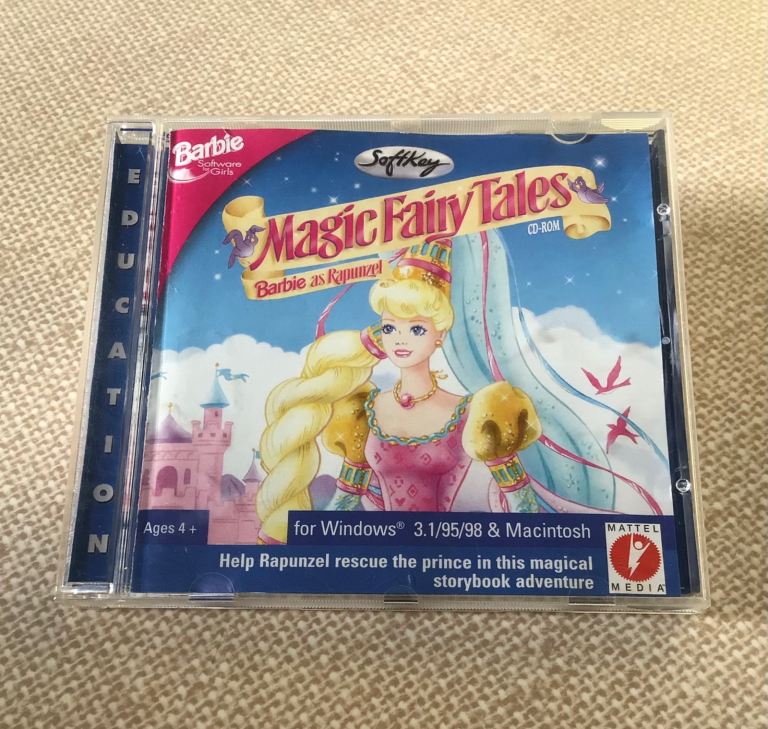 EDUCATION
Barbie
Software
for Girls
SoftKey
Magic Fairy Tales
CD-ROM
Barbie as Rapunzel
Ages 4 +
for Windows® 3.1/95/98 & Macintosh
Help Rapunzel rescue the prince in this magical
storybook adventure
MATTEL
MEDIA